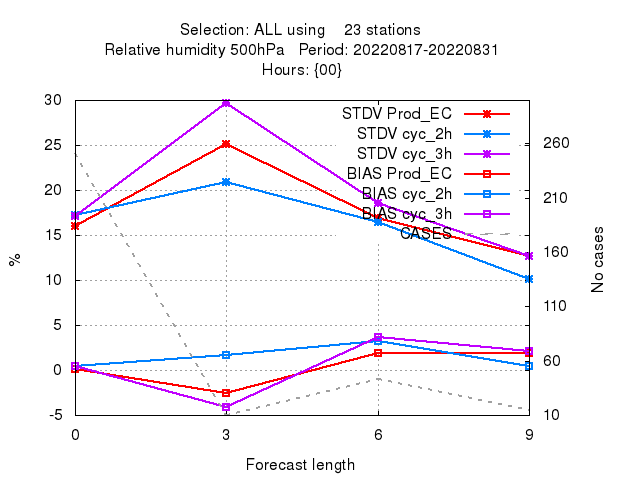 Selection: ALL using 23 stations
Relative humidity 500hPa Period: 20220817-20220831
Hours: {00}
30
25
20
15
10
5
0
-5
%
STDV Prod_EC
STDV cyc_2h
STDV cyc_3h
BIAS Prod_EC
BIAS cyc_2h
BIAS cyc_3h
CASES
260
210
160
110
60
10
No cases
0 3 6 9
Forecast length